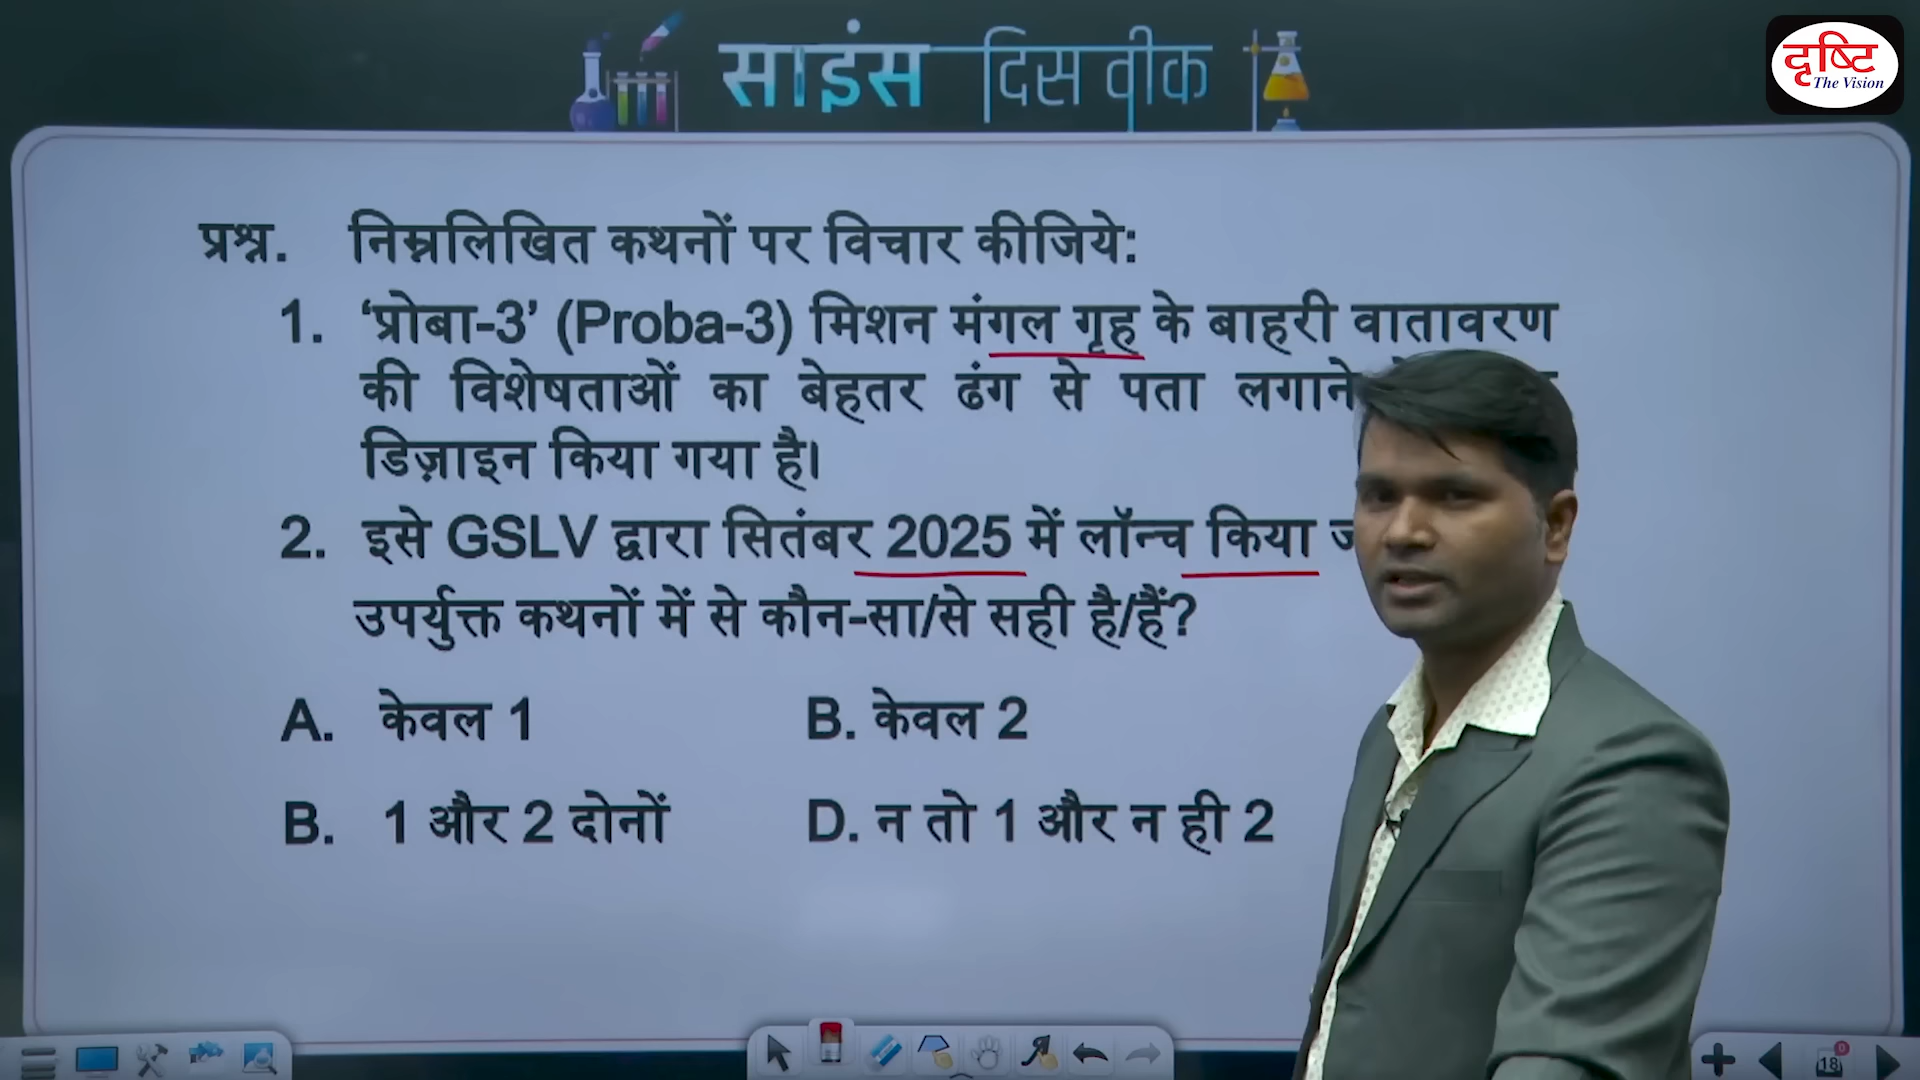 साइंस दिस वीक
दृष्टि
The Vision
प्रश्न. निम्नलिखित कथनों पर विचार कीजिये:
1. ‘प्रोबा-3’ (Proba-3) मिशन मंगल गृह के बाहरी वातावरण
की विशेषताओं का बेहतर ढंग से पता लगाने
डिज़ाइन किया गया है।
2. इसे GSLV द्वारा सितंबर 2025 में लॉन्च किया
उपर्युक्त कथनों में से कौन-सा/से सही है/हैं?
A. केवल 1 B. केवल 2
B. 1 और 2 दोनों D. न तो 1 और न ही 2
18